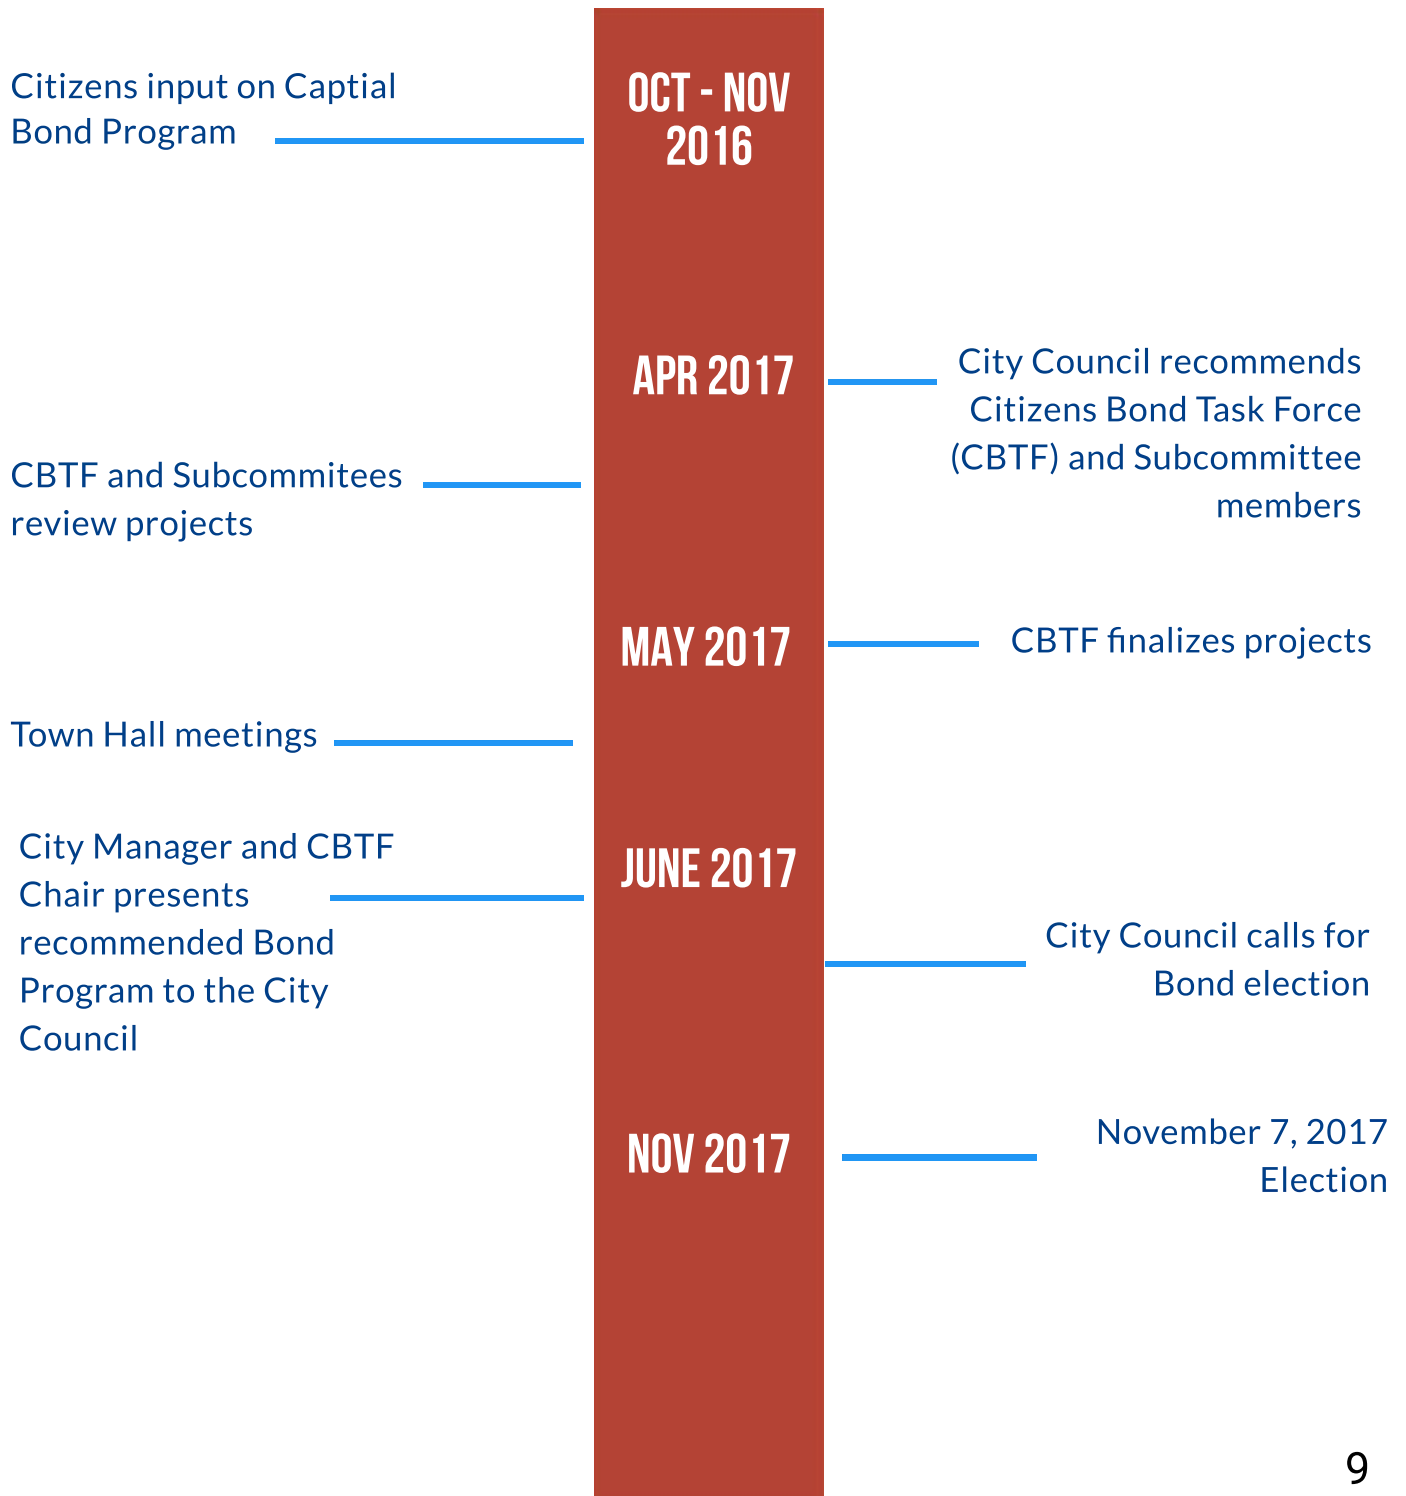 Citizens input on Captial
Bond Program
OCT - NOV
2016
APR 2017
City Council recommends
Citizens Bond Task Force
(CBTF) and Subcommittee
members
CBTF and Subcommitees
review projects
MAY 2017
CBTF finalizes projects
Town Hall meetings
JUNE 2017
City Manager and CBTF
Chair presents
recommended Bond
Program to the City
Council
City Council calls for
Bond election
NOV 2017
November 7, 2017
Election
9